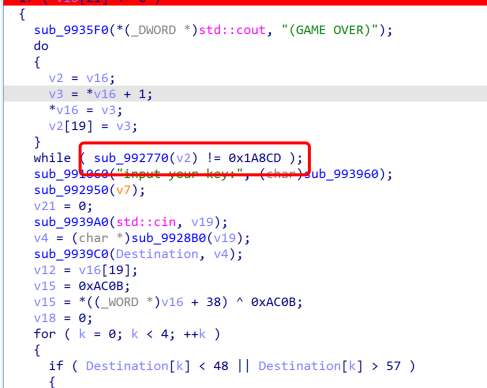 {
sub_9935F0(*(_DWORD *)std::cout, "(GAME OVER)");
do
{
v2 = v16;
v3 = *v16 + 1;
*v16 = v3;
v2[19] = v3;
}
while ( sub_992770(v2) != 0x1A8CD );
"input your key:", (char)sub_993960);
sub_992950(v7);
v21 = 0;
sub_9939A0(std::cin, v19);
v4 = (char *)sub_9928B0(v19);
sub_9939C0(Destination, v4);
v12 = v16[19];
v15 = 0xAC0B;
v15 = *((_WORD *)v16 + 38) ^ 0xAC0B;
v18 = 0;
for ( k = 0; k < 4; ++k )
{
if ( Destination[k] < 48 || Destination[k] > 57 )
{